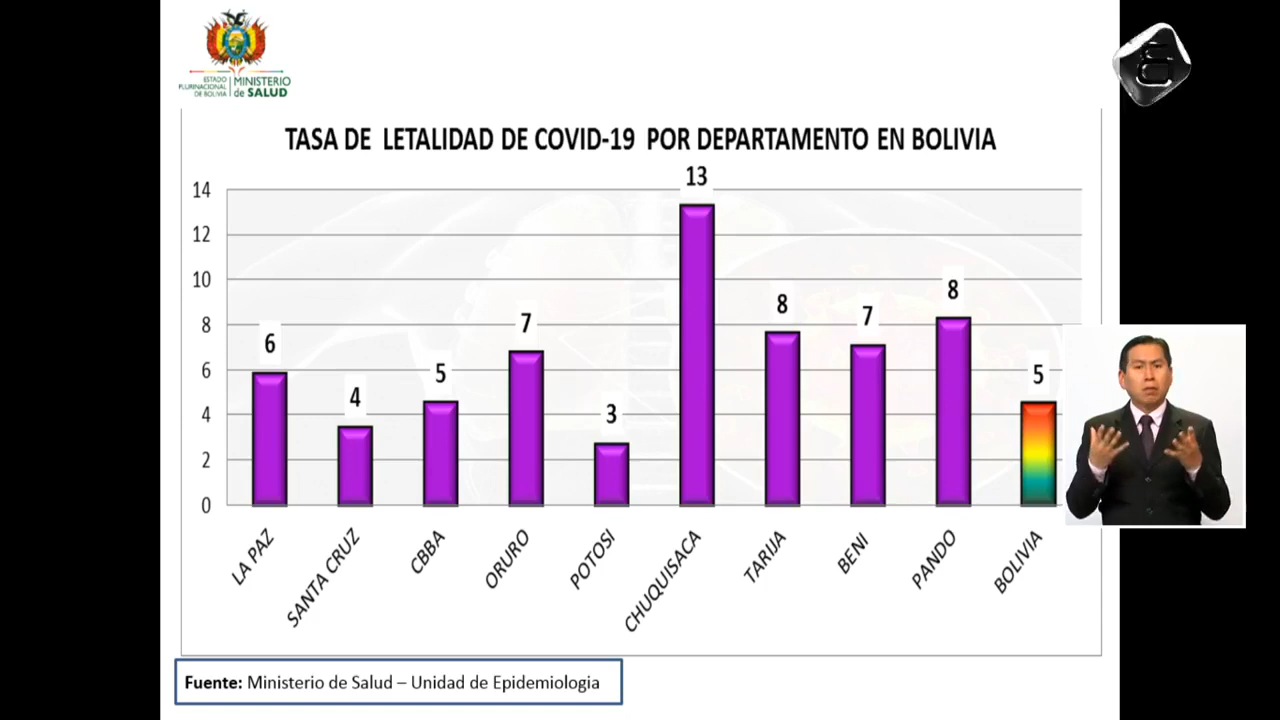 ESTADO
PLURINACIONAL
DE BOLIVIA
MINISTERIO
de SALUD
TASA DE LETALIDAD DE COVID-19 POR DEPARTAMENTO EN BOLIVIA
14
12
10
8
6
4
2
0
6
4
5
7
3
13
8
7
8
5
LA PAZ
SANTA CRUZ
CBBA
ORURO
POTOSI
CHUQUISACA
TARIJA
BENI
PANDO
BOLIVIA
Fuente: Ministerio de Salud – Unidad de Epidemiologia